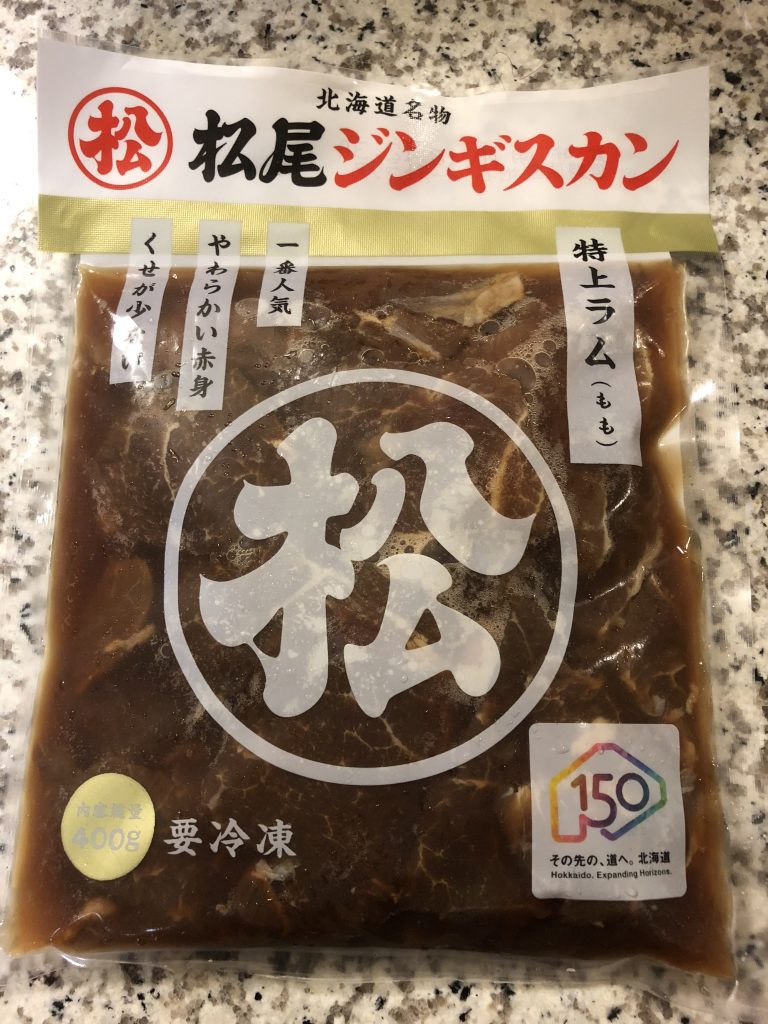 北海道名物
松
松尾ジンギスカン
特上ラム(もも)
一番人気
やわらかい赤身
くせが少ない
松
内容総量
400g
要冷凍
150
その先の、道へ。北海道
Hokkaido. Expanding Horizons.